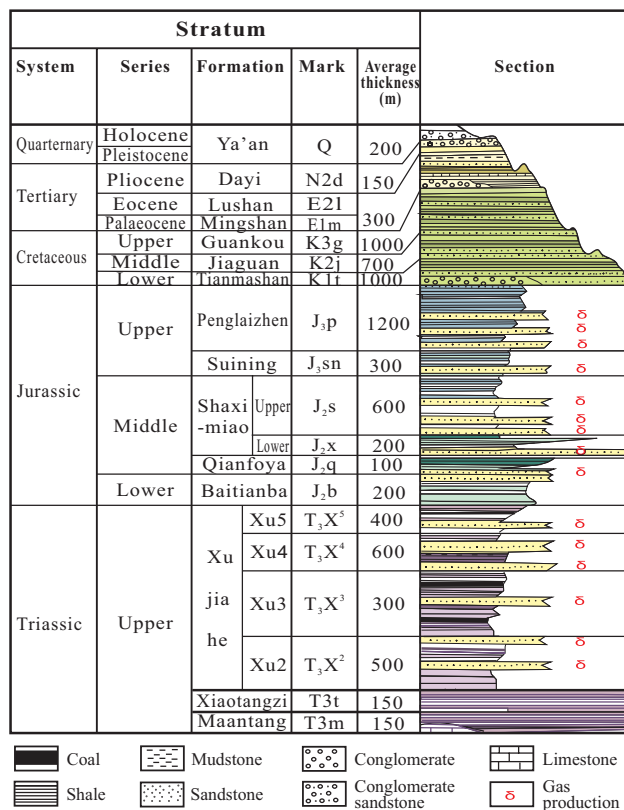 Stratum
System Series Formation Mark Average thickness (m) Section
Quarternary Holocene Ya'an Q 200
Pleistocene
Tertiary Pliocene Dayi N2d 150
Eocene Lushan E2l 300
Palaeocene Mingshan E1m
Cretaceous Upper Guankou K3g 1000
Middle Jiaguan K2j 700
Lower Tianmashan K1t 1000
Jurassic Upper Penglaizhen J₃p 1200
Suining J₃sn 300
Middle Shaxi-miao Upper J₂s 600
Lower J₂x 200
Qianfoya J₂q 100
Lower Baitianba J₂b 200
Triassic Upper Xu jia he Xu5 T₃X⁵ 400
Xu4 T₃X⁴ 600
Xu3 T₃X³ 300
Xu2 T₃X² 500
Xiaotangzi T3t 150
Maantang T3m 150
Coal Mudstone Conglomerate Limestone
Shale Sandstone Conglomerate sandstone Gas production